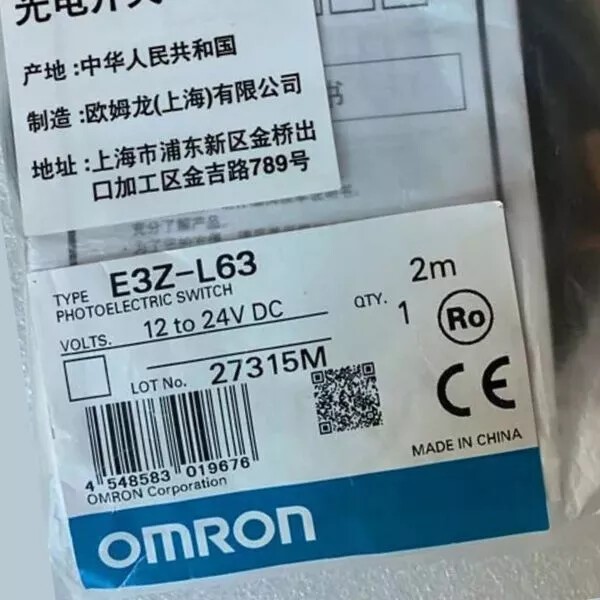 光电开关
产地:中华人民共和国
制造:欧姆龙(上海)有限公司
地址:上海市浦东新区金桥出
口加工区金吉路789号
书
TYPE E3Z-L63 2m
PHOTOELECTRIC SWITCH
VOLTS. 12 to 24V DC QTY. 1
Ro
LOT No. 27315M
CE
4 548583 019676
OMRON Corporation
MADE IN CHINA
OMRON